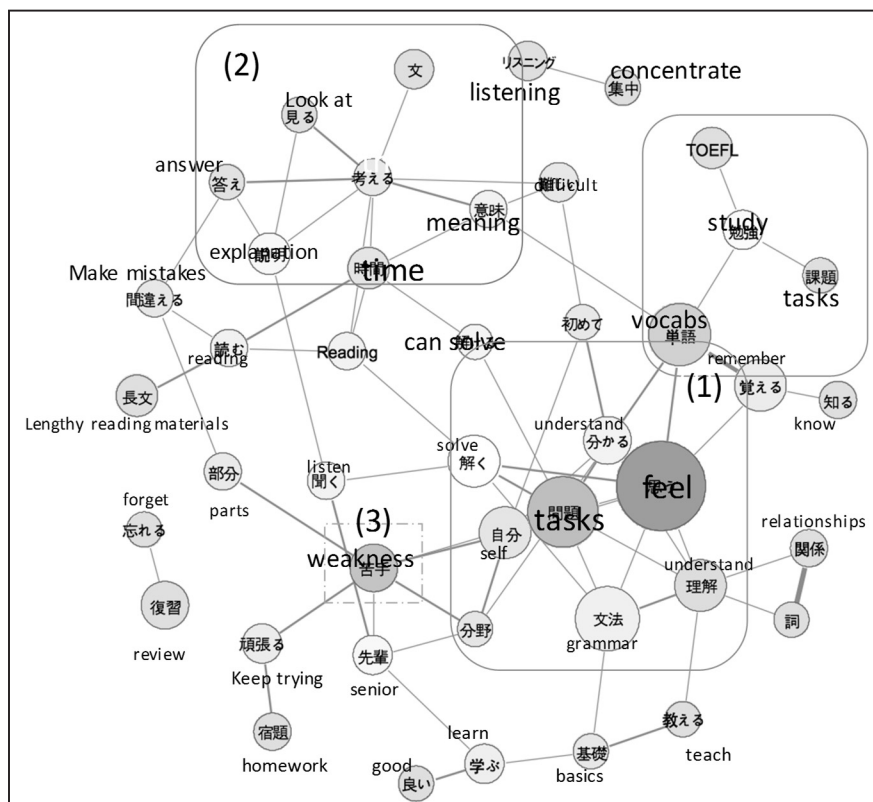 (2)
文
リスニング
listening
concentrate
集中
Look at
見る
answer
答え
考える
意味
meaning
TOEFL
study
勉強
課題
tasks
explanation
説明
時間
time
Make mistakes
間違える
読む
reading
Reading
can solve
初めて
vocabs
単語
(1)
remember
覚える
知る
know
長文
Lengthy reading materials
understand
分かる
solve
解く
feel
部分
parts
listen
聞く
問題
tasks
forget
忘れる
(3)
weakness
苦手
自分
self
understand
理解
relationships
関係
詞
復習
review
文法
grammar
分野
頑張る
Keep trying
先輩
senior
宿題
homework
learn
学ぶ
good
良い
基礎
basics
教える
teach